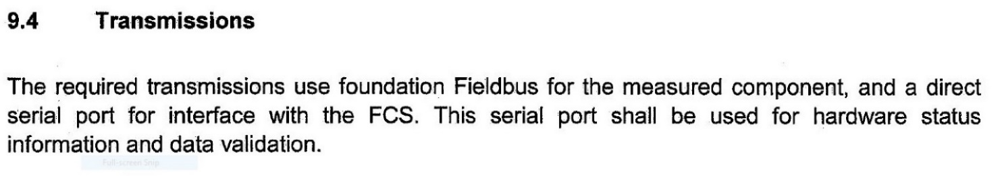 9.4 Transmissions
The required transmissions use foundation Fieldbus for the measured component, and a direct
serial port for interface with the FCS. This serial port shall be used for hardware status
information and data validation.
Full-screen Snip